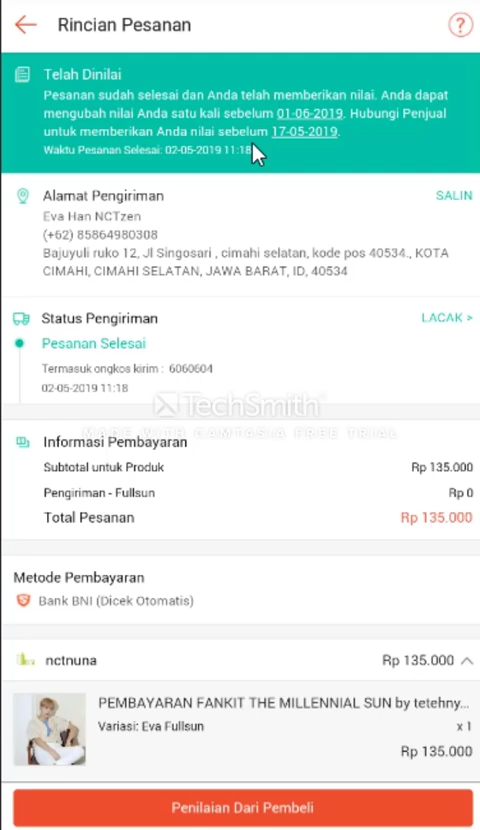 Rincian Pesanan
?
Telah Dinilai
Pesanan sudah selesai dan Anda telah memberikan nilai. Anda dapat
mengubah nilai Anda satu kali sebelum 01-06-2019. Hubungi Penjual
untuk memberikan Anda nilai sebelum 17-05-2019.
Waktu Pesanan Selesai: 02-05-2019 11:18
Alamat Pengiriman SALIN
Eva Han NCTzen
(+62) 85864980308
Bajuyuli ruko 12, Jl Singosari , cimahi selatan, kode pos 40534., KOTA
CIMAHI, CIMAHI SELATAN, JAWA BARAT, ID, 40534
Status Pengiriman LACAK >
Pesanan Selesai
Termasuk ongkos kirim : 6060604
02-05-2019 11:18
TechSmith
MADE WITH CAMTASIA FREE TRIAL
Informasi Pembayaran
Subtotal untuk Produk Rp 135.000
Pengiriman - Fullsun Rp 0
Total Pesanan Rp 135.000
Metode Pembayaran
Bank BNI (Dicek Otomatis)
nctnuna Rp 135.000
PEMBAYARAN FANKIT THE MILLENNIAL SUN by tetehny...
Variasi: Eva Fullsun x 1
Rp 135.000
Penilaian Dari Pembeli